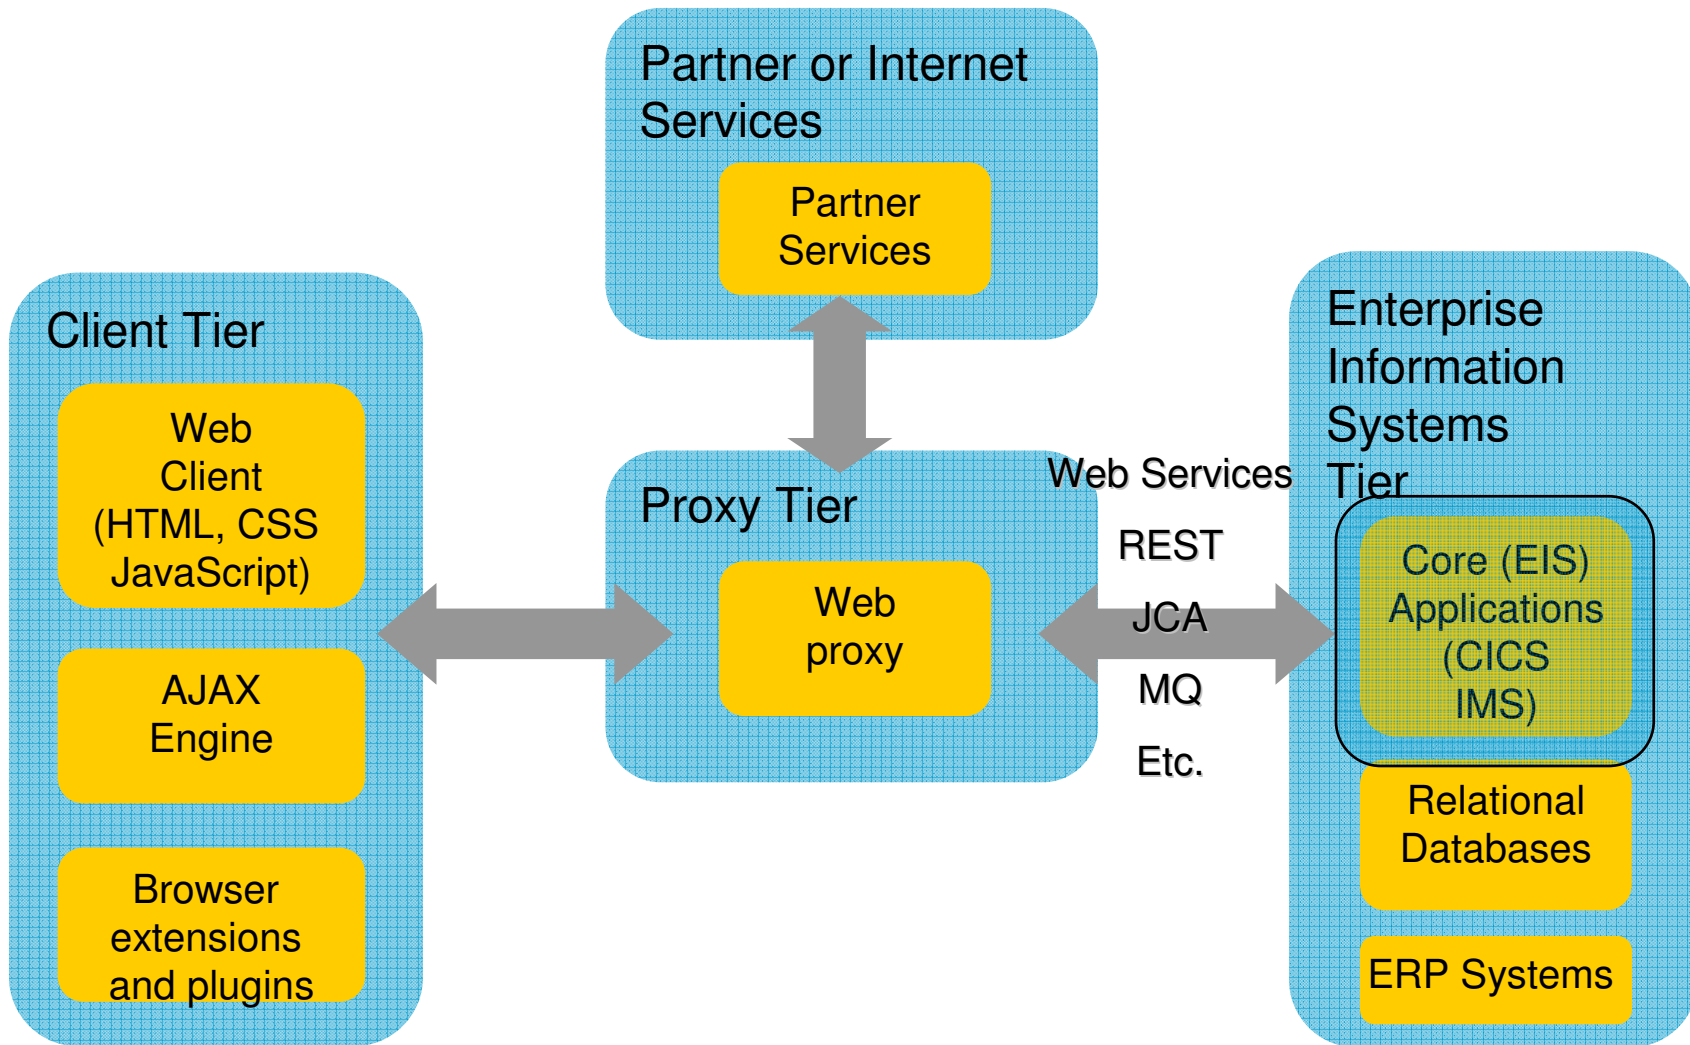 Partner or Internet
Services
Partner
Services
Client Tier
Web
Client
(HTML, CSS
JavaScript)
AJAX
Engine
Browser
extensions
and plugins
Proxy Tier
Web
proxy
Web Services
REST
JCA
MQ
Etc.
Enterprise
Information
Systems
Tier
Core (EIS)
Applications
(CICS
IMS)
Relational
Databases
ERP Systems